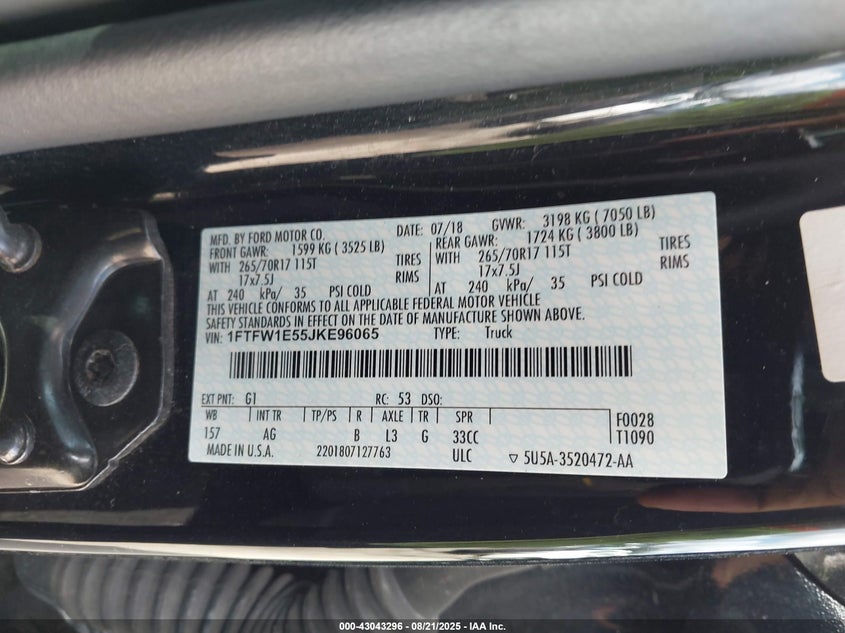 MFD. BY FORD MOTOR CO. DATE: 07/18 GVWR: 3198 KG ( 7050 LB)
FRONT GAWR: 1599 KG ( 3525 LB) REAR GAWR: 1724 KG ( 3800 LB)
WITH 265/70R17 115T TIRES WITH 265/70R17 115T TIRES
17x7.5J RIMS 17x7.5J RIMS
AT 240 kPa/ 35 PSI COLD AT 240 kPa/ 35 PSI COLD
THIS VEHICLE CONFORMS TO ALL APPLICABLE FEDERAL MOTOR VEHICLE
SAFETY STANDARDS IN EFFECT ON THE DATE OF MANUFACTURE SHOWN ABOVE.
VIN: 1FTFW1E55JKE96065 TYPE: Truck
EXT PNT: G1 RC: 53 DSO:
WB INT TR TP/PS R AXLE TR SPR F0028
157 AG B L3 G 33CC T1090
MADE IN U.S.A. 2201807127763 ULC ▽ 5U5A-3520472-AA
000-43043296 - 08/21/2025 - IAA Inc.